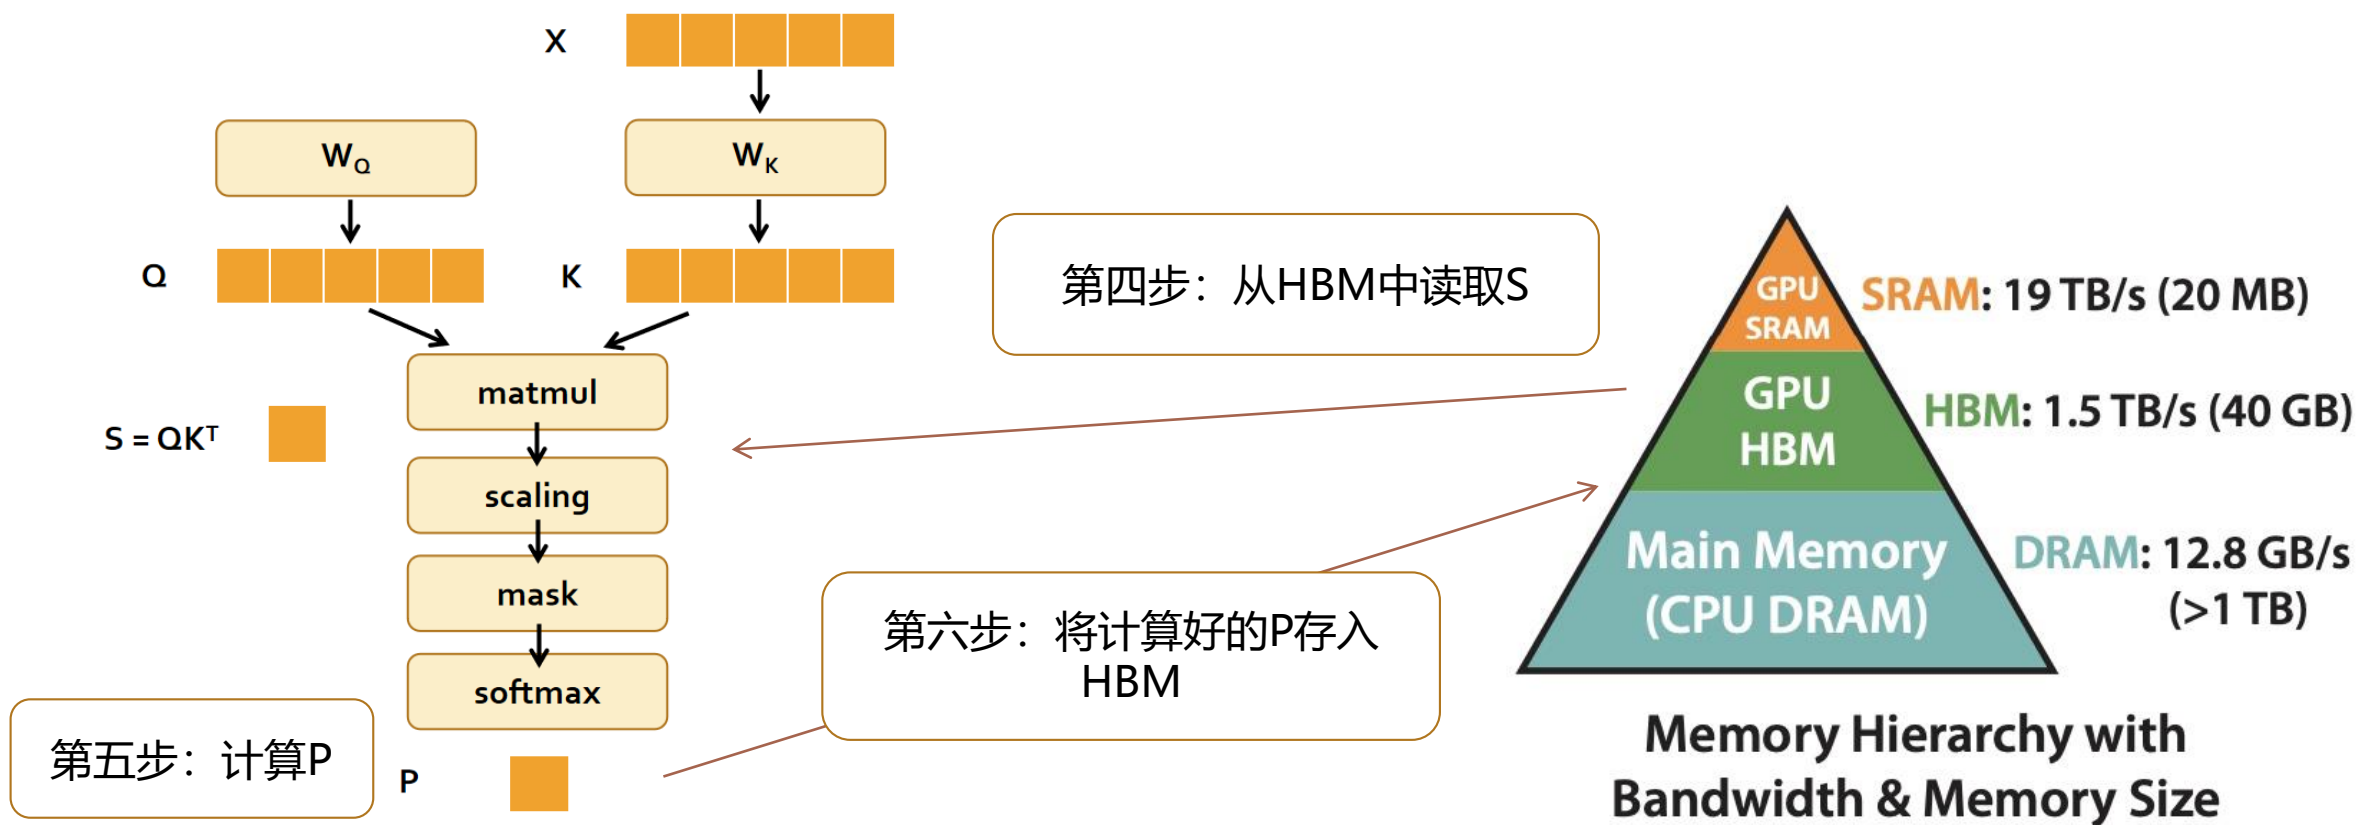 X
W_Q
W_K
Q
K
matmul
S = QK^T
scaling
mask
softmax
P
第四步：从HBM中读取S
第五步：计算P
第六步：将计算好的P存入
HBM
GPU
SRAM
SRAM: 19 TB/s (20 MB)
GPU
HBM
HBM: 1.5 TB/s (40 GB)
Main Memory
(CPU DRAM)
DRAM: 12.8 GB/s
(>1 TB)
Memory Hierarchy with
Bandwidth & Memory Size